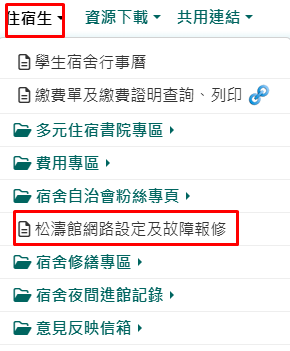 住宿生 資源下載 共用連結
學生宿舍行事曆
繳費單及繳費證明查詢、列印
多元住宿書院專區
費用專區
宿舍自治會粉絲專頁
松濤館網路設定及故障報修
宿舍修繕專區
宿舍夜間進館記錄
意見反映信箱